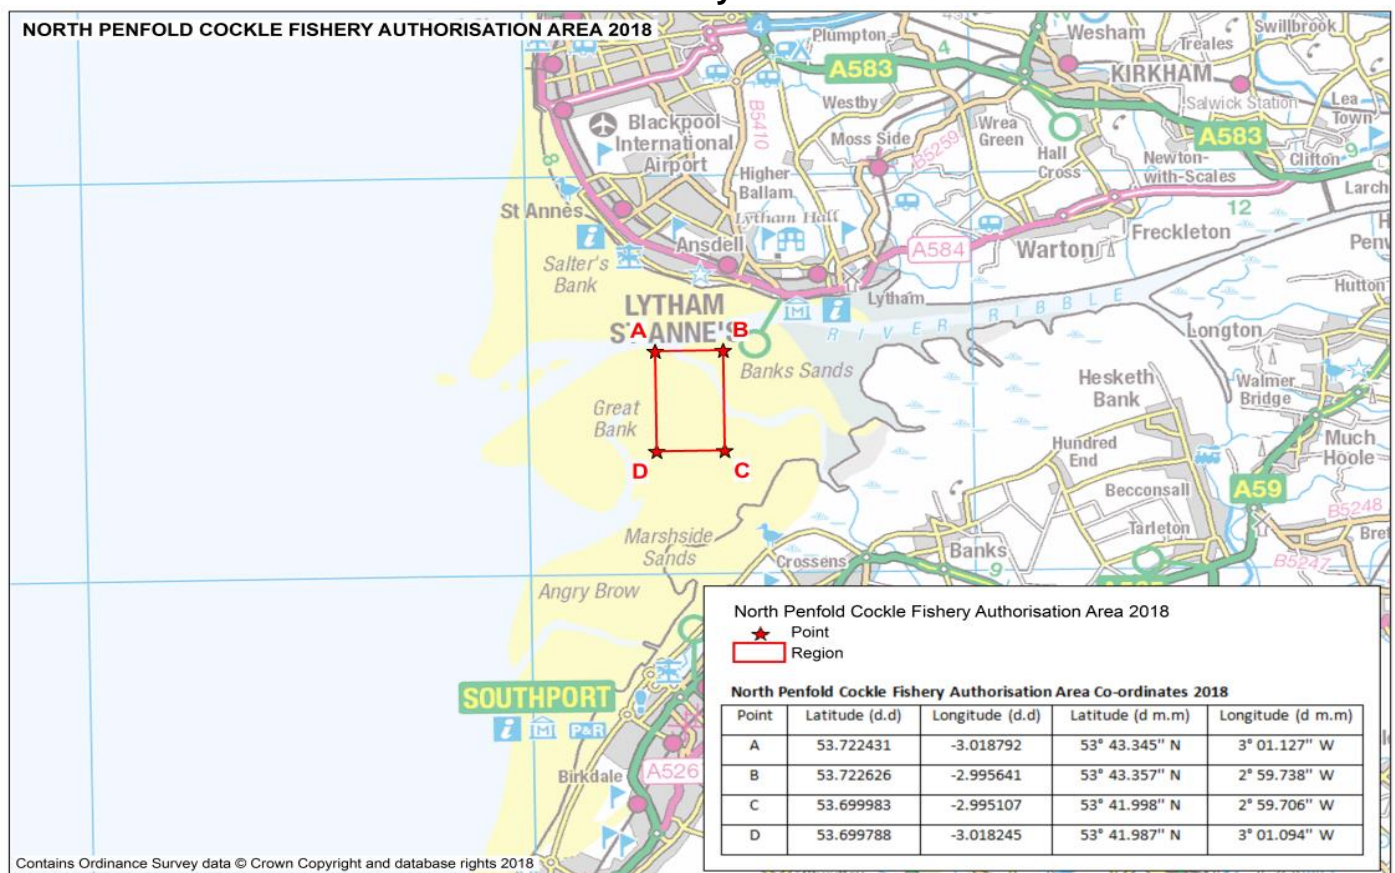 NORTH PENFOLD COCKLE FISHERY AUTHORISATION AREA 2018
Plumpton
4
4
A583
Wesham
Treales
Swillbrook
KIRKHAM
Salwick Station
Lea
Town
Westby
B5410
Blackpool
International
Airport
Moss Side
B5259
Wrea
Green
Hall
Cross
A583
Newton-
with-Scales
Clifton
9
Larch
8
Higher
Ballam
St Annes
Lytham Hall
Ansdell
12
Freckleton
Warton
A584
Salter's
Bank
Hutton
LYTHAM
ST ANNE'S
Lytham
RIVER RIBBLE
Longton
A
B
Banks Sands
Great
Bank
D
C
Hesketh
Bank
Walmer
Bridge
Much
Hoole
Hundred
End
Becconsall
A59
B5248
Tarleton
Marshside
Sands
Crossens
Banks
9
B5247
Angry Brow
SOUTHPORT
P&R
Birkdale
A526
North Penfold Cockle Fishery Authorisation Area 2018
Point
Region
North Penfold Cockle Fishery Authorisation Area Co-ordinates 2018
Point Latitude (d.d) Longitude (d.d) Latitude (d m.m) Longitude (d m.m)
A 53.722431 -3.018792 53° 43.345" N 3° 01.127" W
B 53.722626 -2.995641 53° 43.357" N 2° 59.738" W
C 53.699983 -2.995107 53° 41.998" N 2° 59.706" W
D 53.699788 -3.018245 53° 41.987" N 3° 01.094" W
Contains Ordinance Survey data © Crown Copyright and database rights 2018